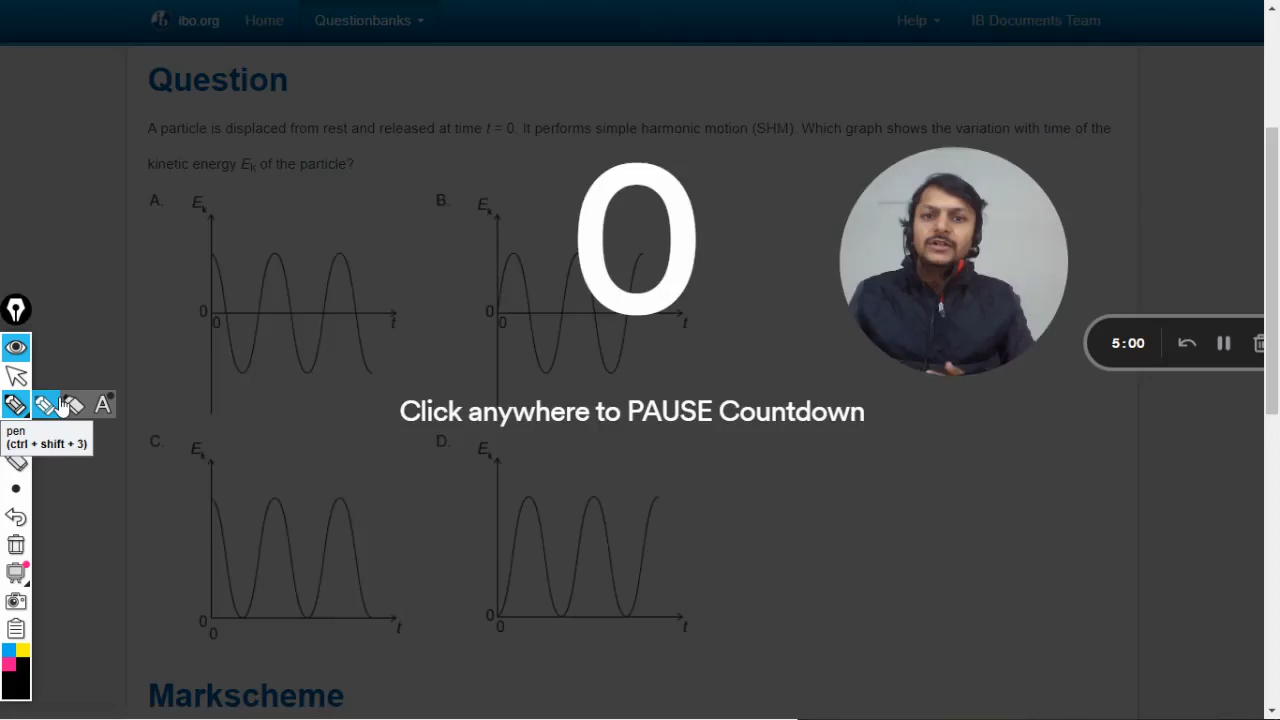 ibo.org Home Questionbanks Help IB Documents Team
Question
A particle is displaced from rest and released at time t = 0. It performs simple harmonic motion (SHM). Which graph shows the variation with time of the
kinetic energy Ek of the particle?
A. Ek B. Ek
0
0 0 t 0 0 t
5:00
Click anywhere to PAUSE Countdown
A
pen
(ctrl + shift + 3)
C. Ek D. Ek
0 0 t 0 0 t
Markscheme